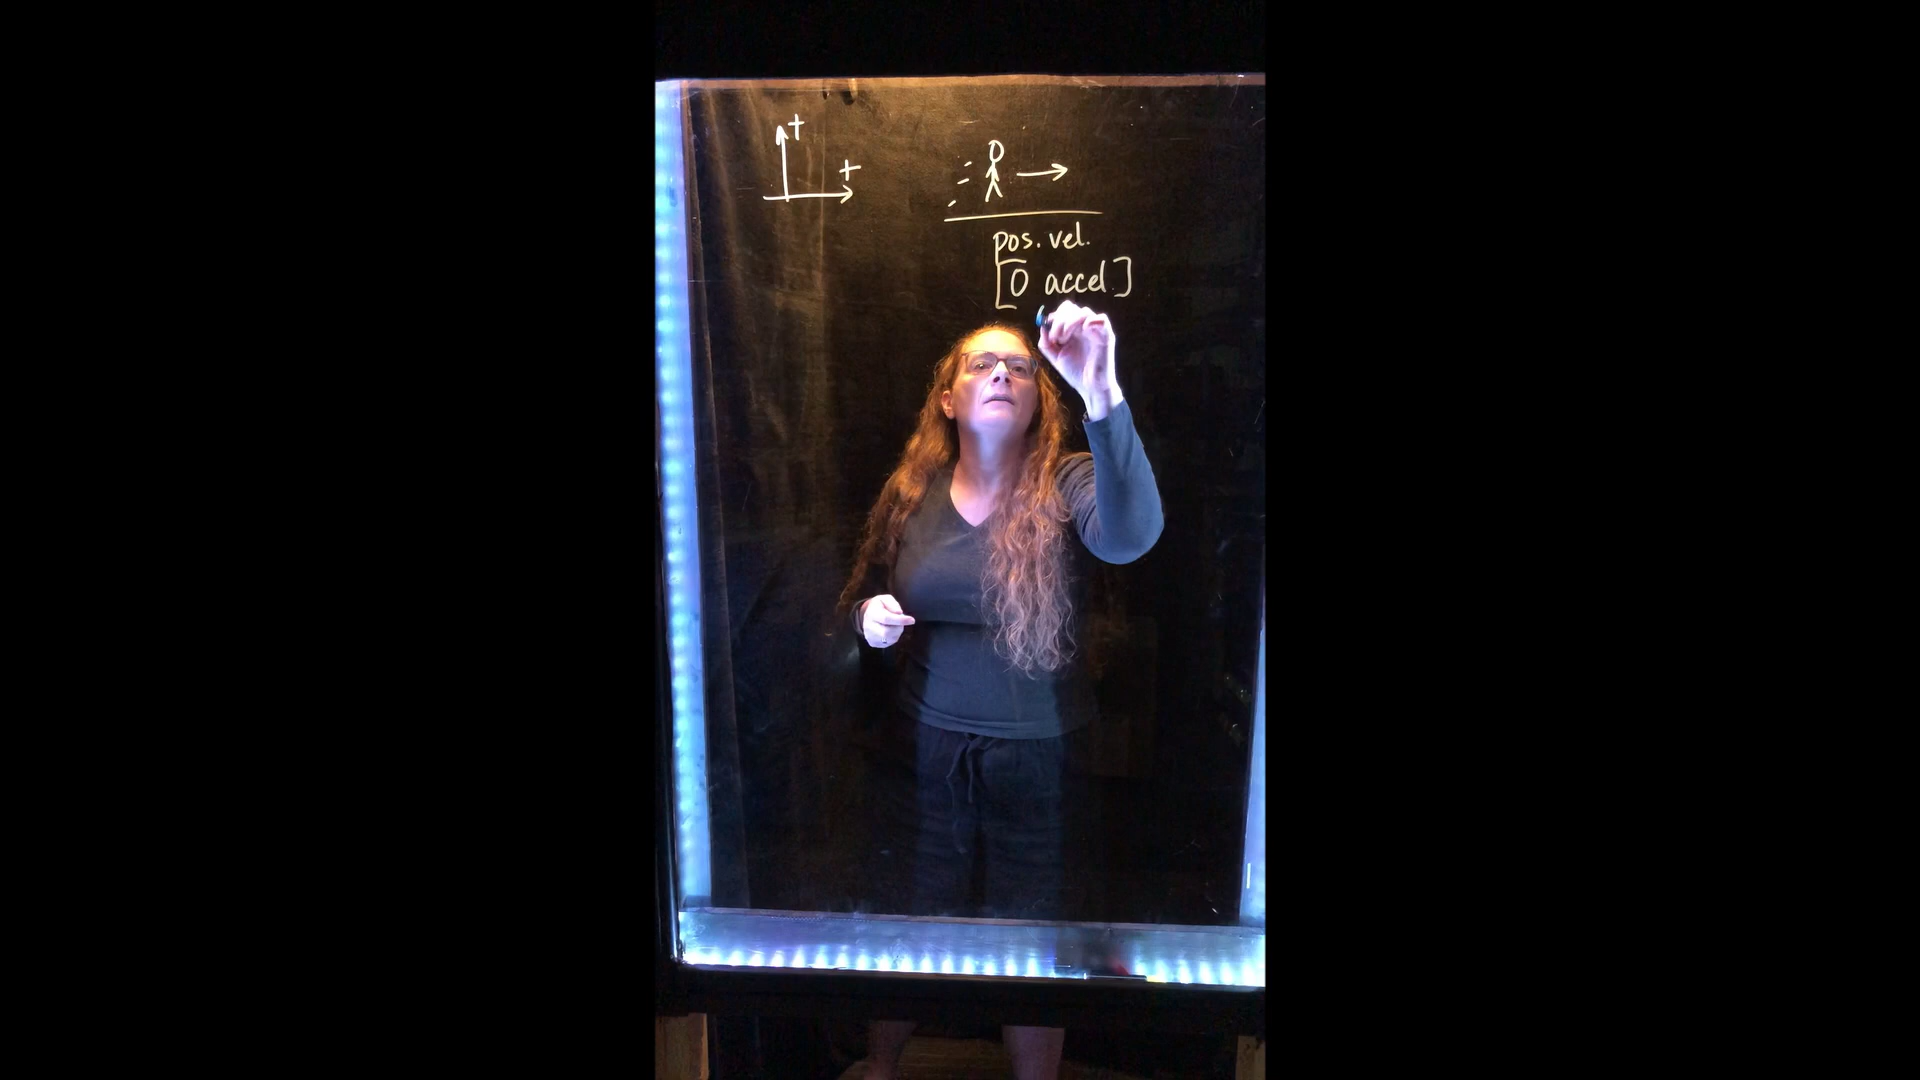 +
+
pos. vel.
[0 accel.]